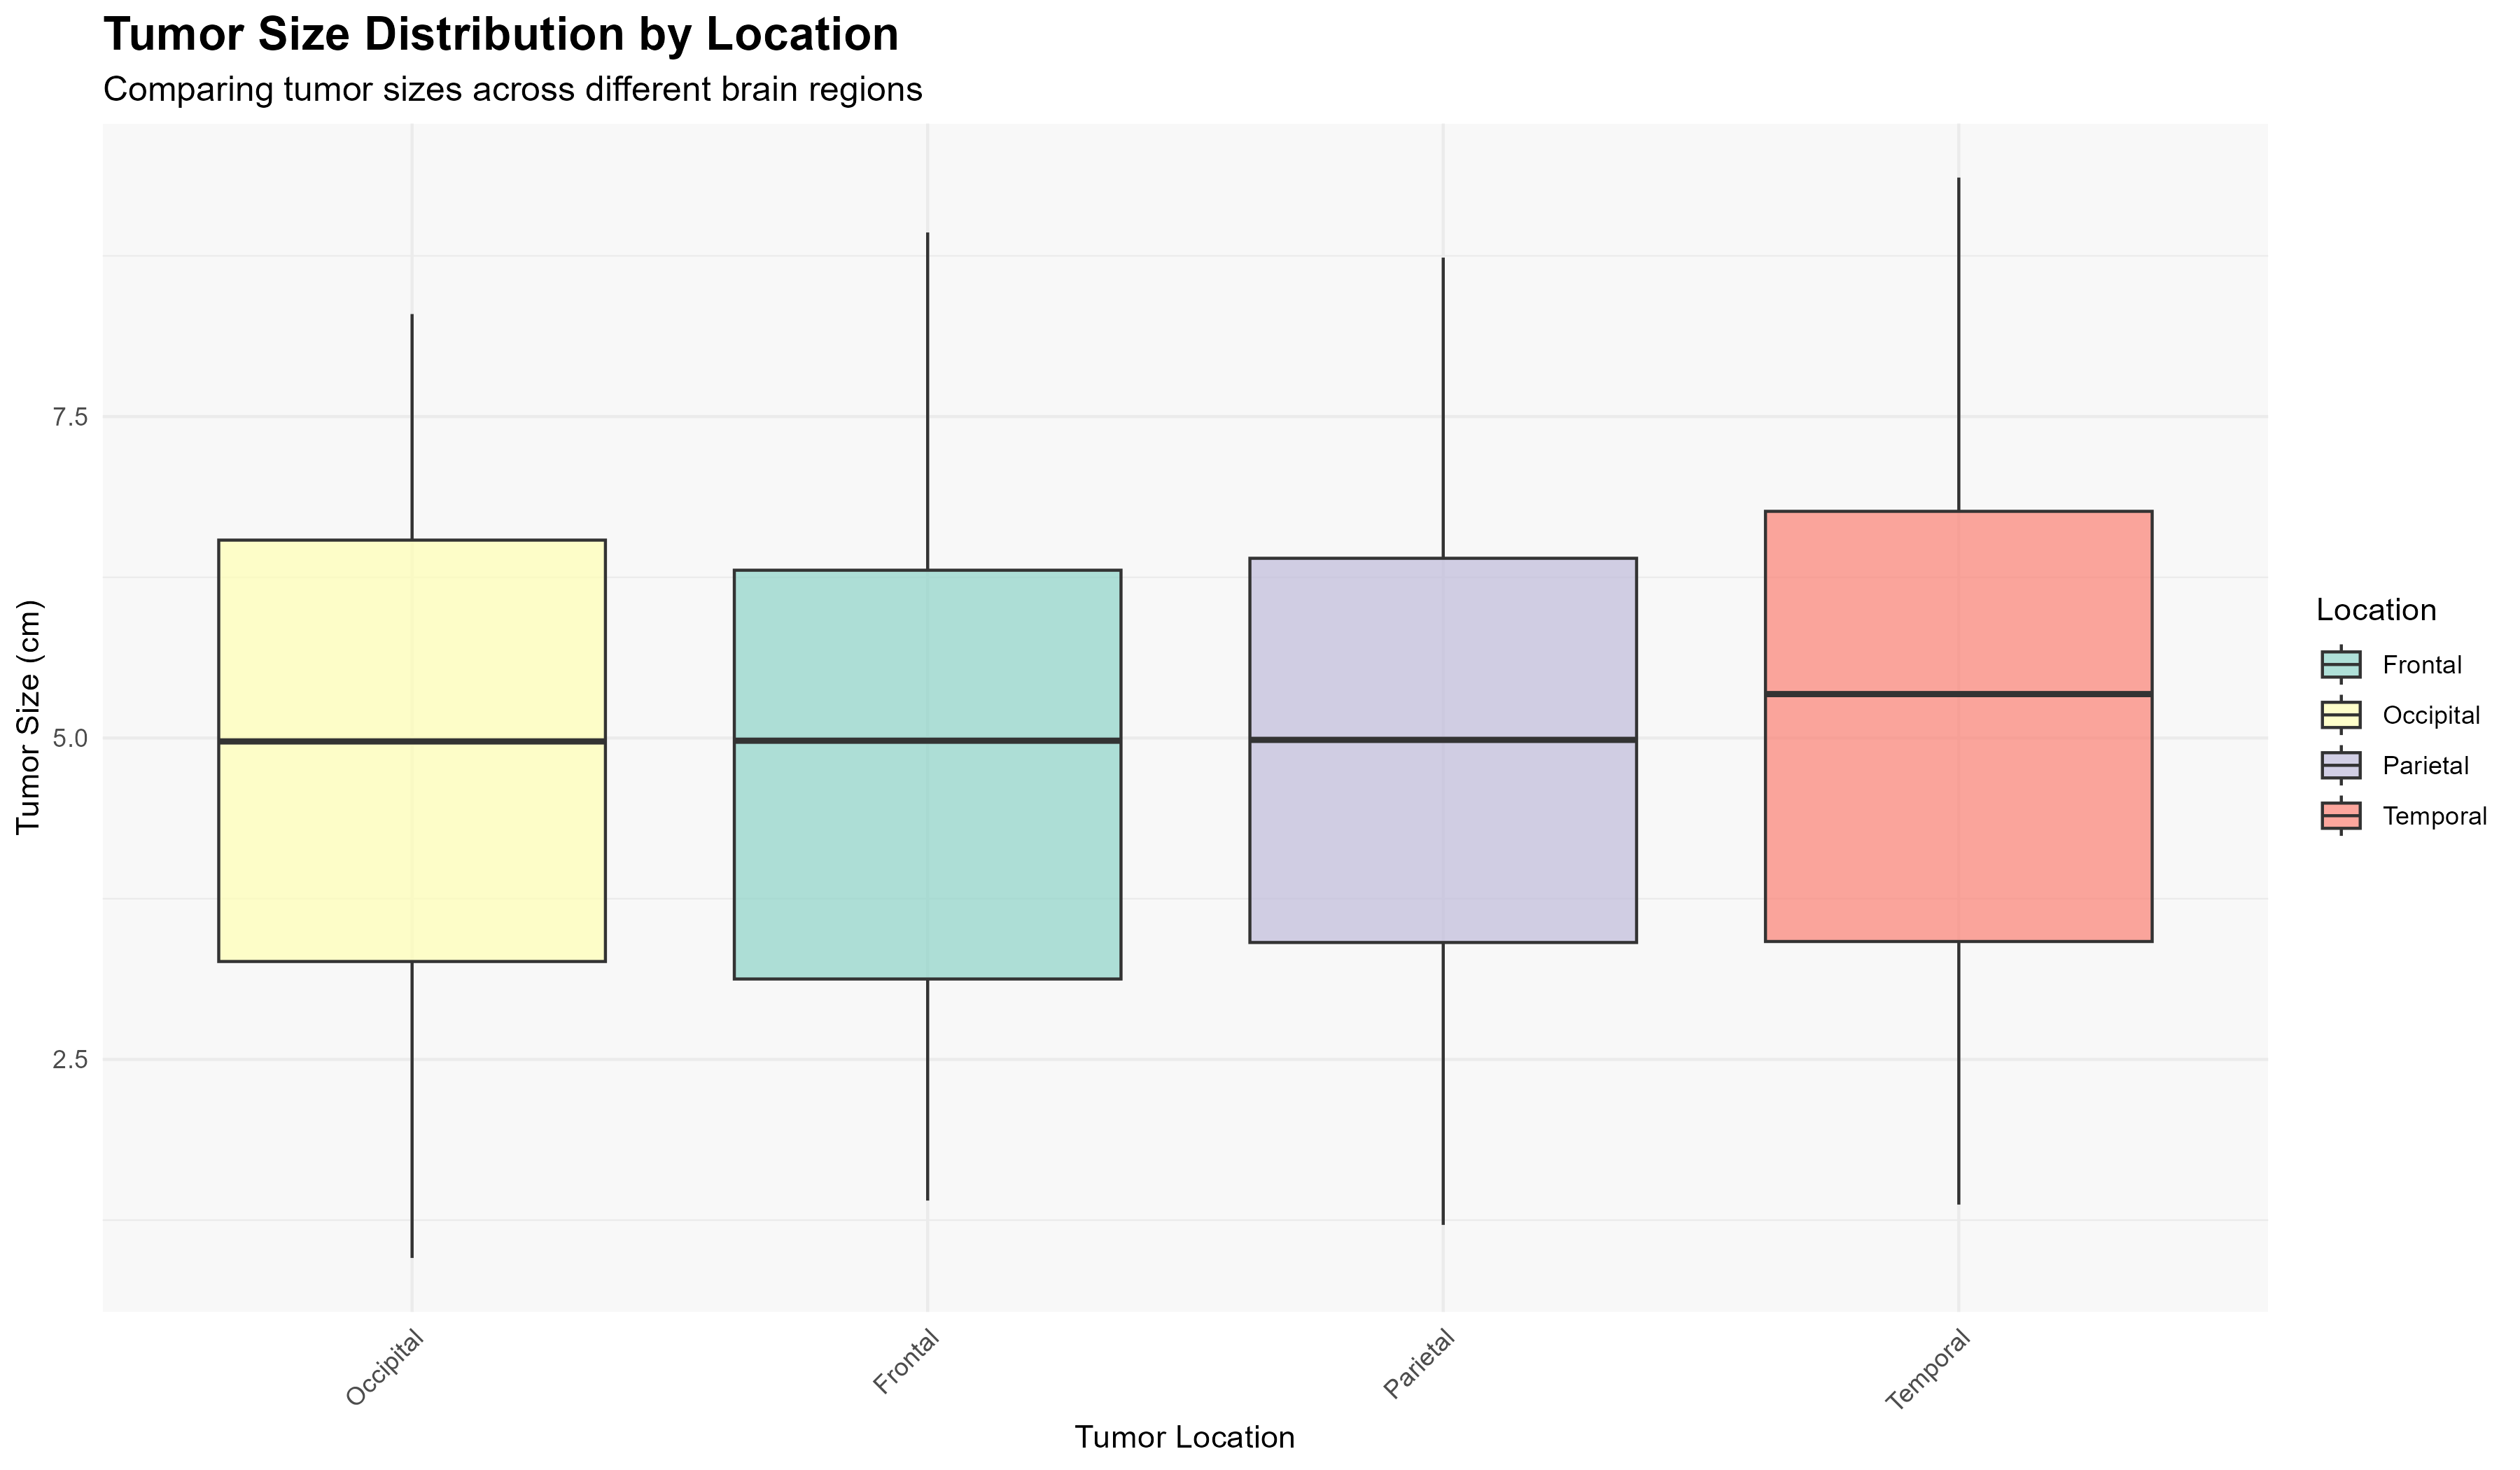 Tumor Size Distribution by Location
Comparing tumor sizes across different brain regions
Tumor Size (cm)
7.5
5.0
2.5
Occipital
Frontal
Parietal
Temporal
Tumor Location
Location
Frontal
Occipital
Parietal
Temporal